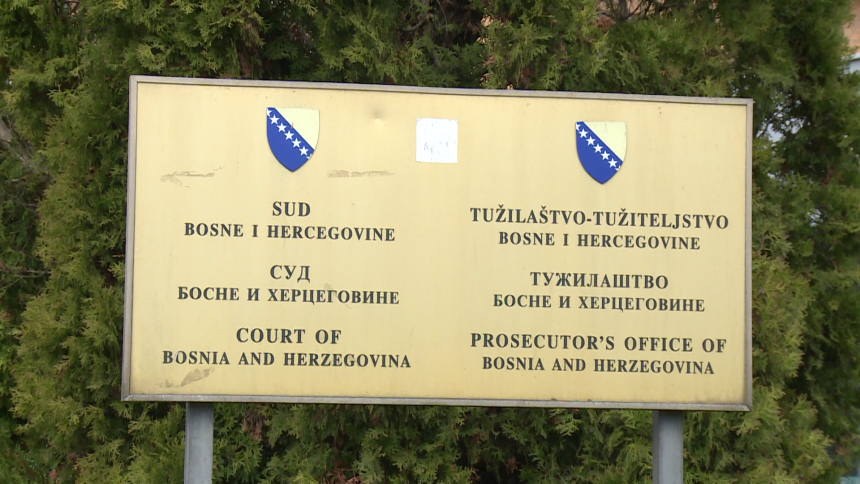 SUD
BOSNE I HERCEGOVINE
СУД
БОСНЕ И ХЕРЦЕГОВИНЕ
COURT OF
BOSNIA AND HERZEGOVINA
TUŽILAŠTVO-TUŽITELJSTVO
BOSNE I HERCEGOVINE
ТУЖИЛАШТВО
БОСНЕ И ХЕРЦЕГОВИНЕ
PROSECUTOR'S OFFICE OF
BOSNIA AND HERZEGOVINA